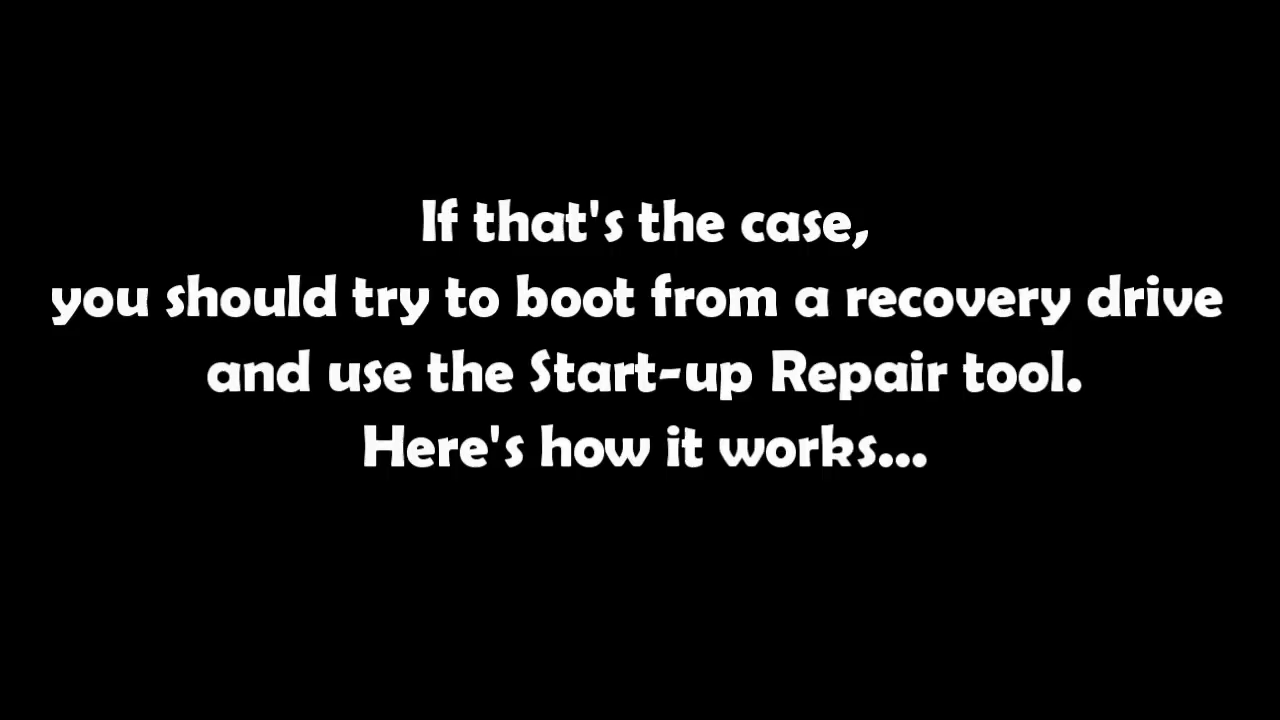 If that's the case,
you should try to boot from a recovery drive
and use the Start-up Repair tool.
Here's how it works...